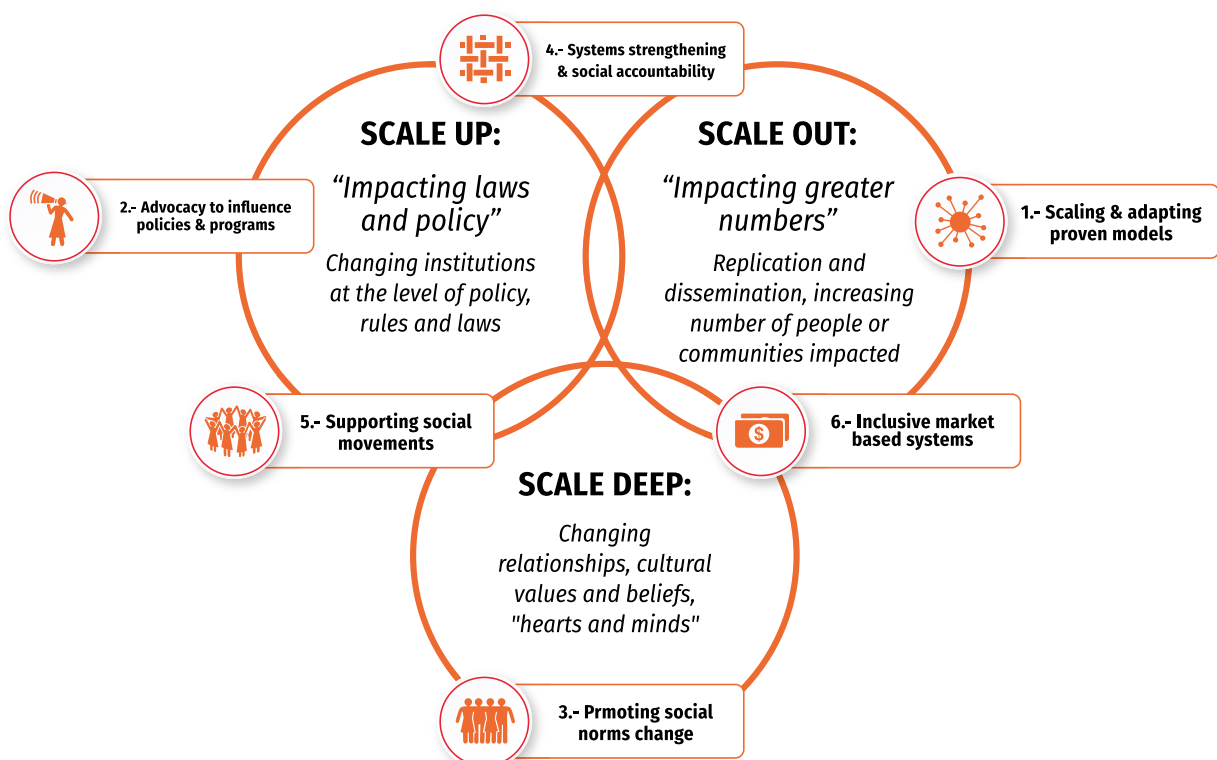 4.- Systems strengthening
& social accountability
SCALE UP:
“Impacting laws
and policy”
Changing institutions
at the level of policy,
rules and laws
SCALE OUT:
“Impacting greater
numbers”
Replication and
dissemination, increasing
number of people or
communities impacted
2.- Advocacy to influence
policies & programs
1.- Scaling & adapting
proven models
5.- Supporting social
movements
$
6.- Inclusive market
based systems
SCALE DEEP:
Changing
relationships, cultural
values and beliefs,
"hearts and minds"
3.- Prmoting social
norms change